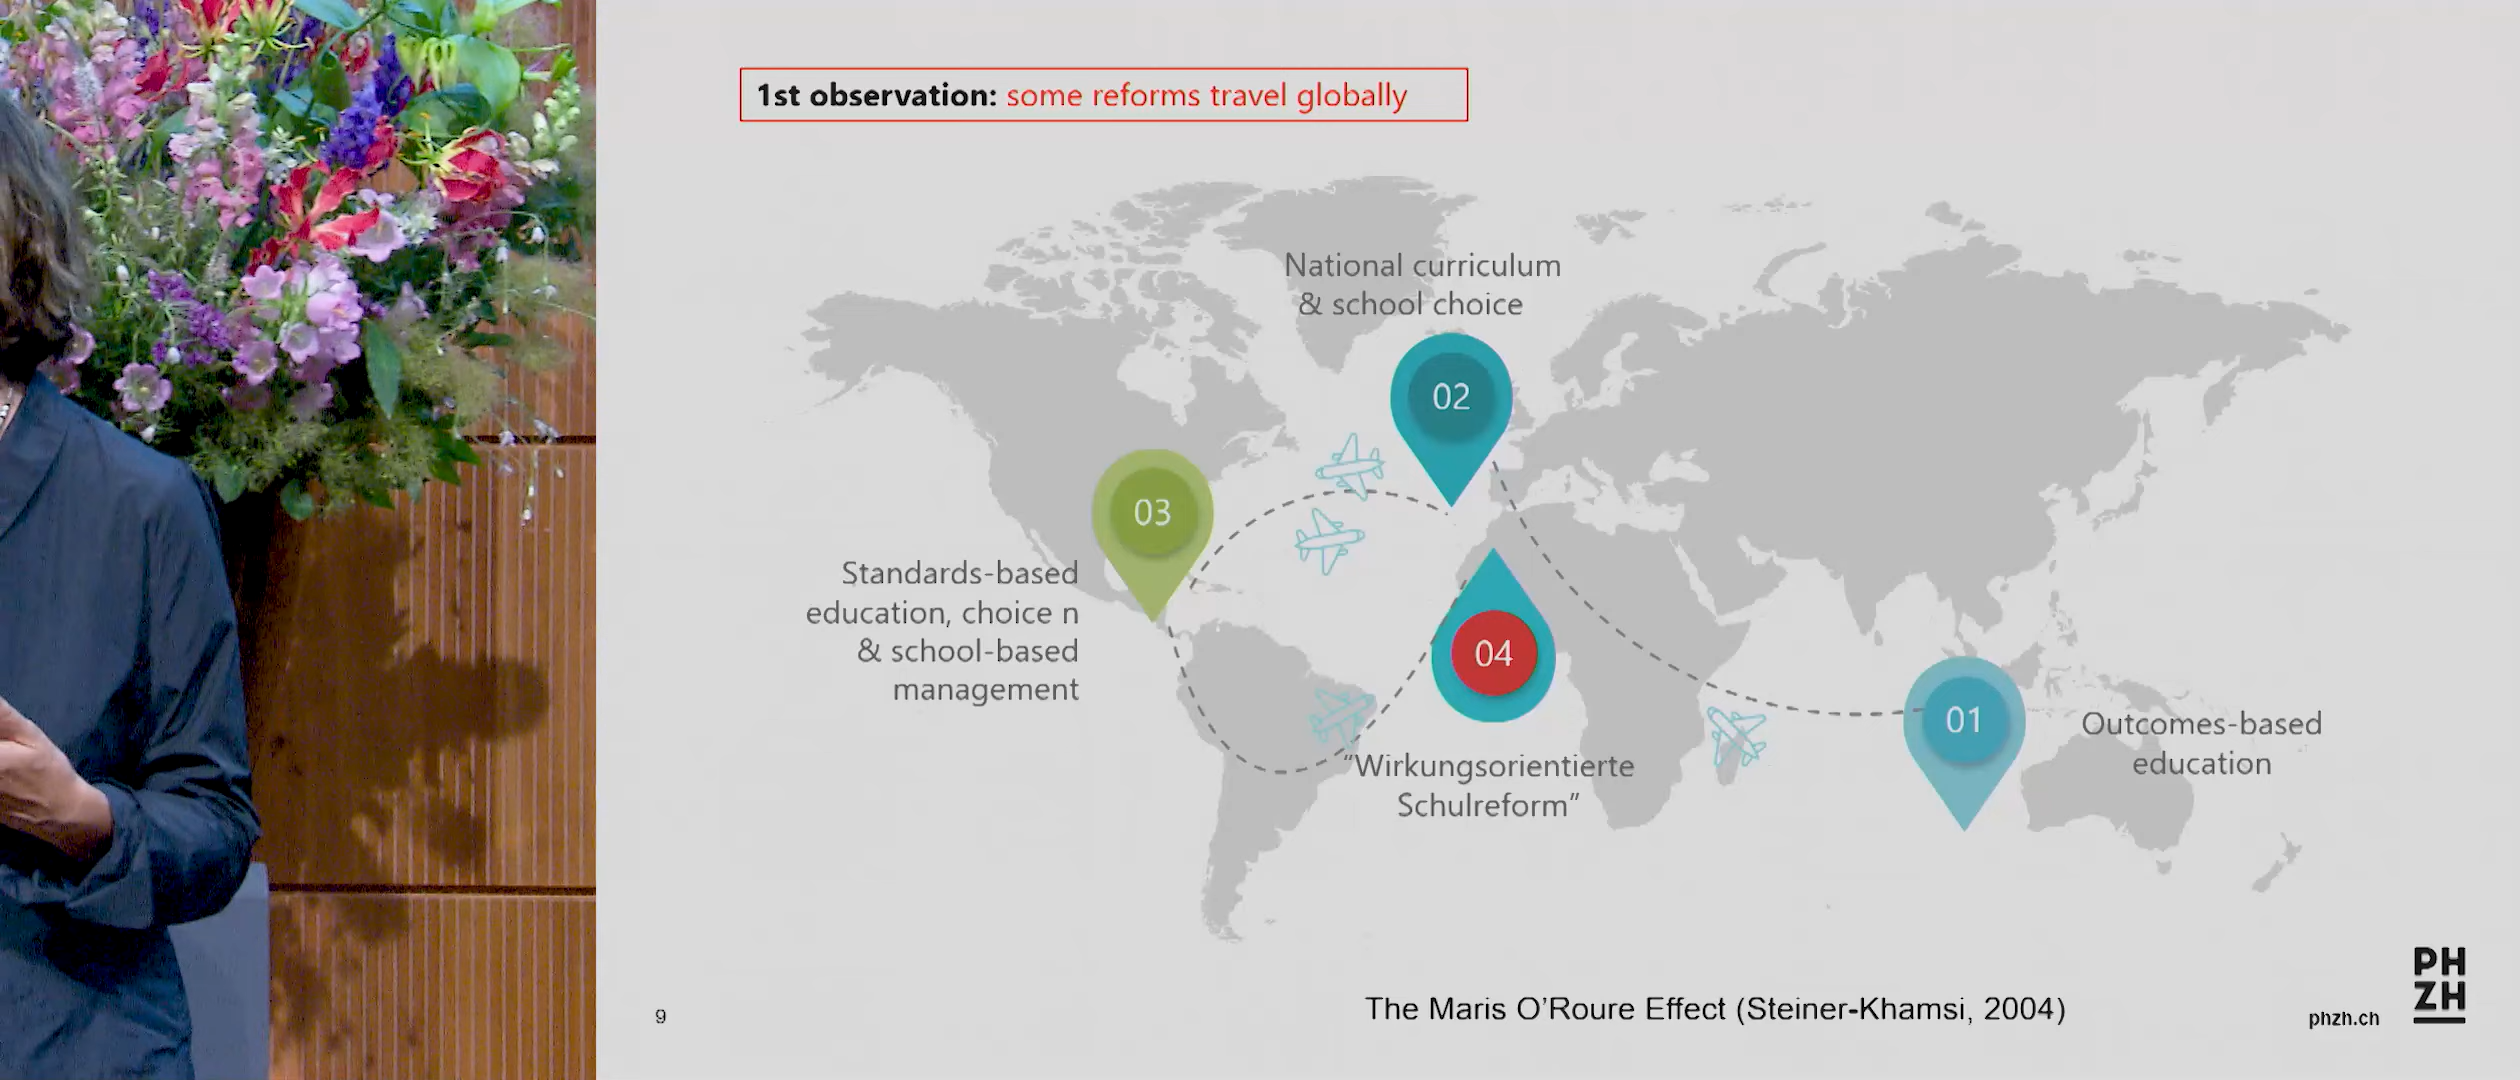 1st observation: some reforms travel globally
National curriculum
& school choice
02
03
Standards-based
education, choice n
& school-based
management
04
"Wirkungsorientierte
Schulreform"
01
Outcomes-based
education
The Maris O'Roure Effect (Steiner-Khamsi, 2004)
9
phzh.ch
PH
ZH